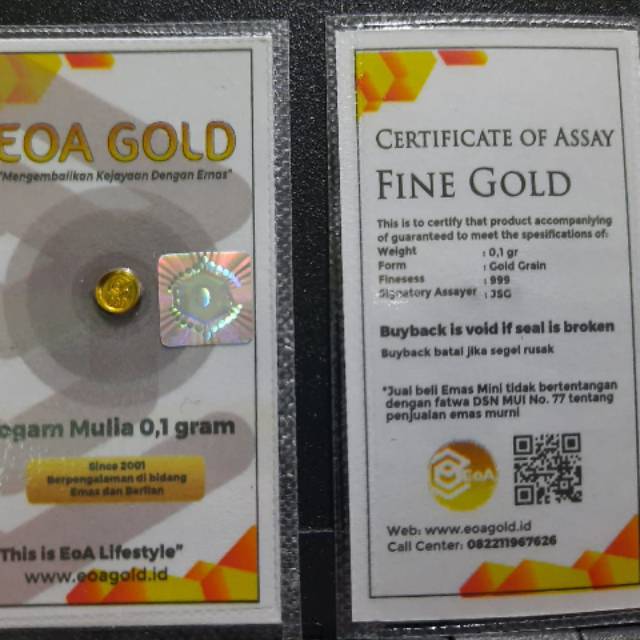 EOA GOLD
"Mengembalikan Kejayaan Dengan Emas"
ogam Mulia 0,1 gram
Since 2001
Berpengalaman di bidang
Emas dan Berlian
This is EoA Lifestyle"
www.eoagold.id
CERTIFICATE OF ASSAY
FINE GOLD
This is to certify that product accompaniying
of guaranteed to meet the spesifications of:
Weight : 0,1 gr
Form : Gold Grain
Finesess : 999
Signatory Assayer : JSG
Buyback is void if seal is broken
Buyback batal jika segel rusak
*Jual beli Emas Mini tidak bertentangan
dengan fatwa DSN MUI No. 77 tentang
penjualan emas murni
EOA
Web: www.eoagold.id
Call Center: 082211967626